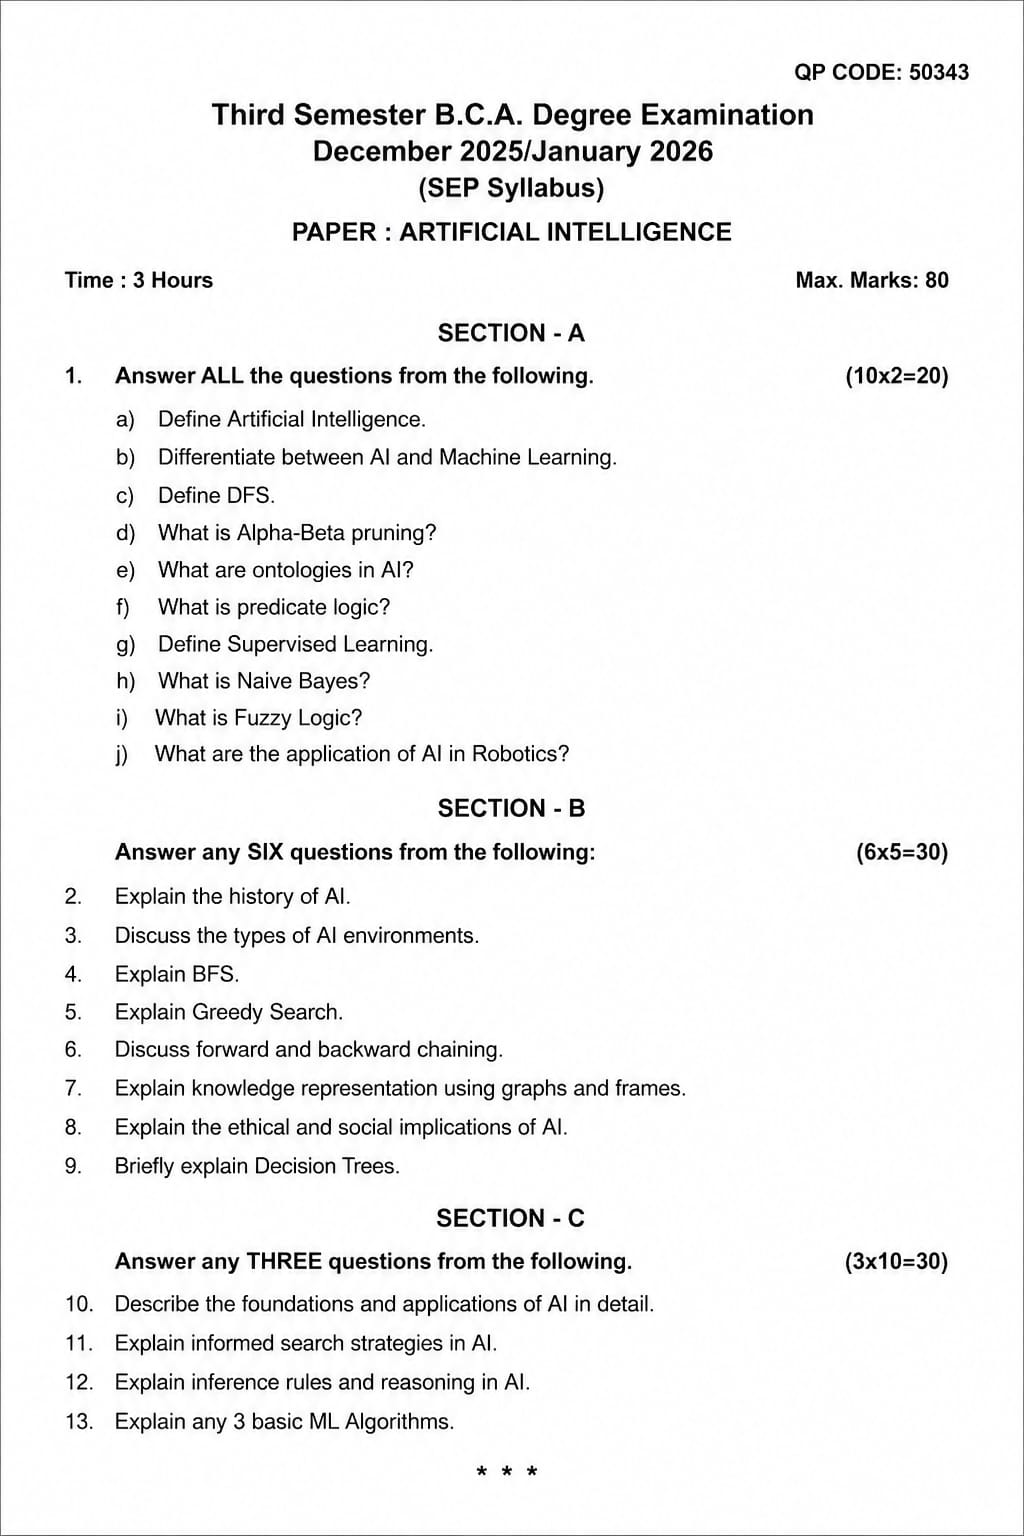 QP CODE: 50343
Third Semester B.C.A. Degree Examination
December 2025/January 2026
(SEP Syllabus)
PAPER : ARTIFICIAL INTELLIGENCE
Time : 3 Hours Max. Marks: 80
SECTION - A
1. Answer ALL the questions from the following. (10x2=20)
a) Define Artificial Intelligence.
b) Differentiate between AI and Machine Learning.
c) Define DFS.
d) What is Alpha-Beta pruning?
e) What are ontologies in AI?
f) What is predicate logic?
g) Define Supervised Learning.
h) What is Naive Bayes?
i) What is Fuzzy Logic?
j) What are the application of AI in Robotics?
SECTION - B
Answer any SIX questions from the following: (6x5=30)
2. Explain the history of AI.
3. Discuss the types of AI environments.
4. Explain BFS.
5. Explain Greedy Search.
6. Discuss forward and backward chaining.
7. Explain knowledge representation using graphs and frames.
8. Explain the ethical and social implications of AI.
9. Briefly explain Decision Trees.
SECTION - C
Answer any THREE questions from the following. (3x10=30)
10. Describe the foundations and applications of AI in detail.
11. Explain informed search strategies in AI.
12. Explain inference rules and reasoning in AI.
13. Explain any 3 basic ML Algorithms.
* * *